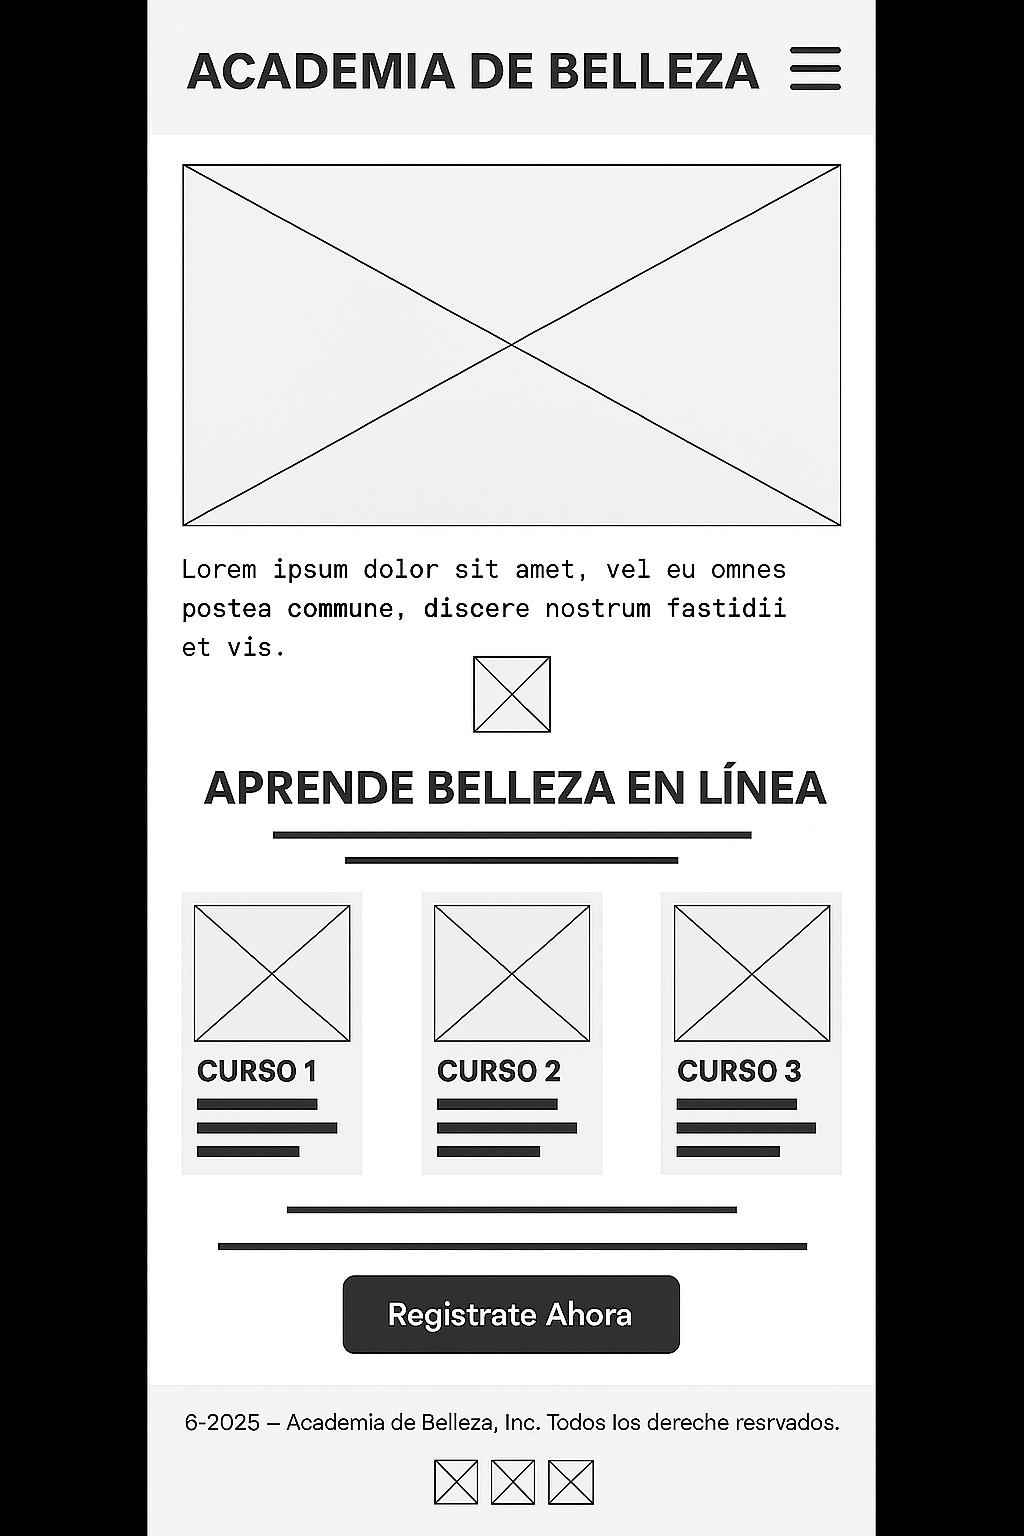 ACADEMIA DE BELLEZA
Lorem ipsum dolor sit amet, vel eu omnes
postea commune, discere nostrum fastidii
et vis.
APRENDE BELLEZA EN LÍNEA
CURSO 1
CURSO 2
CURSO 3
Registrate Ahora
6-2025 – Academia de Belleza, Inc. Todos los dereche resrvados.